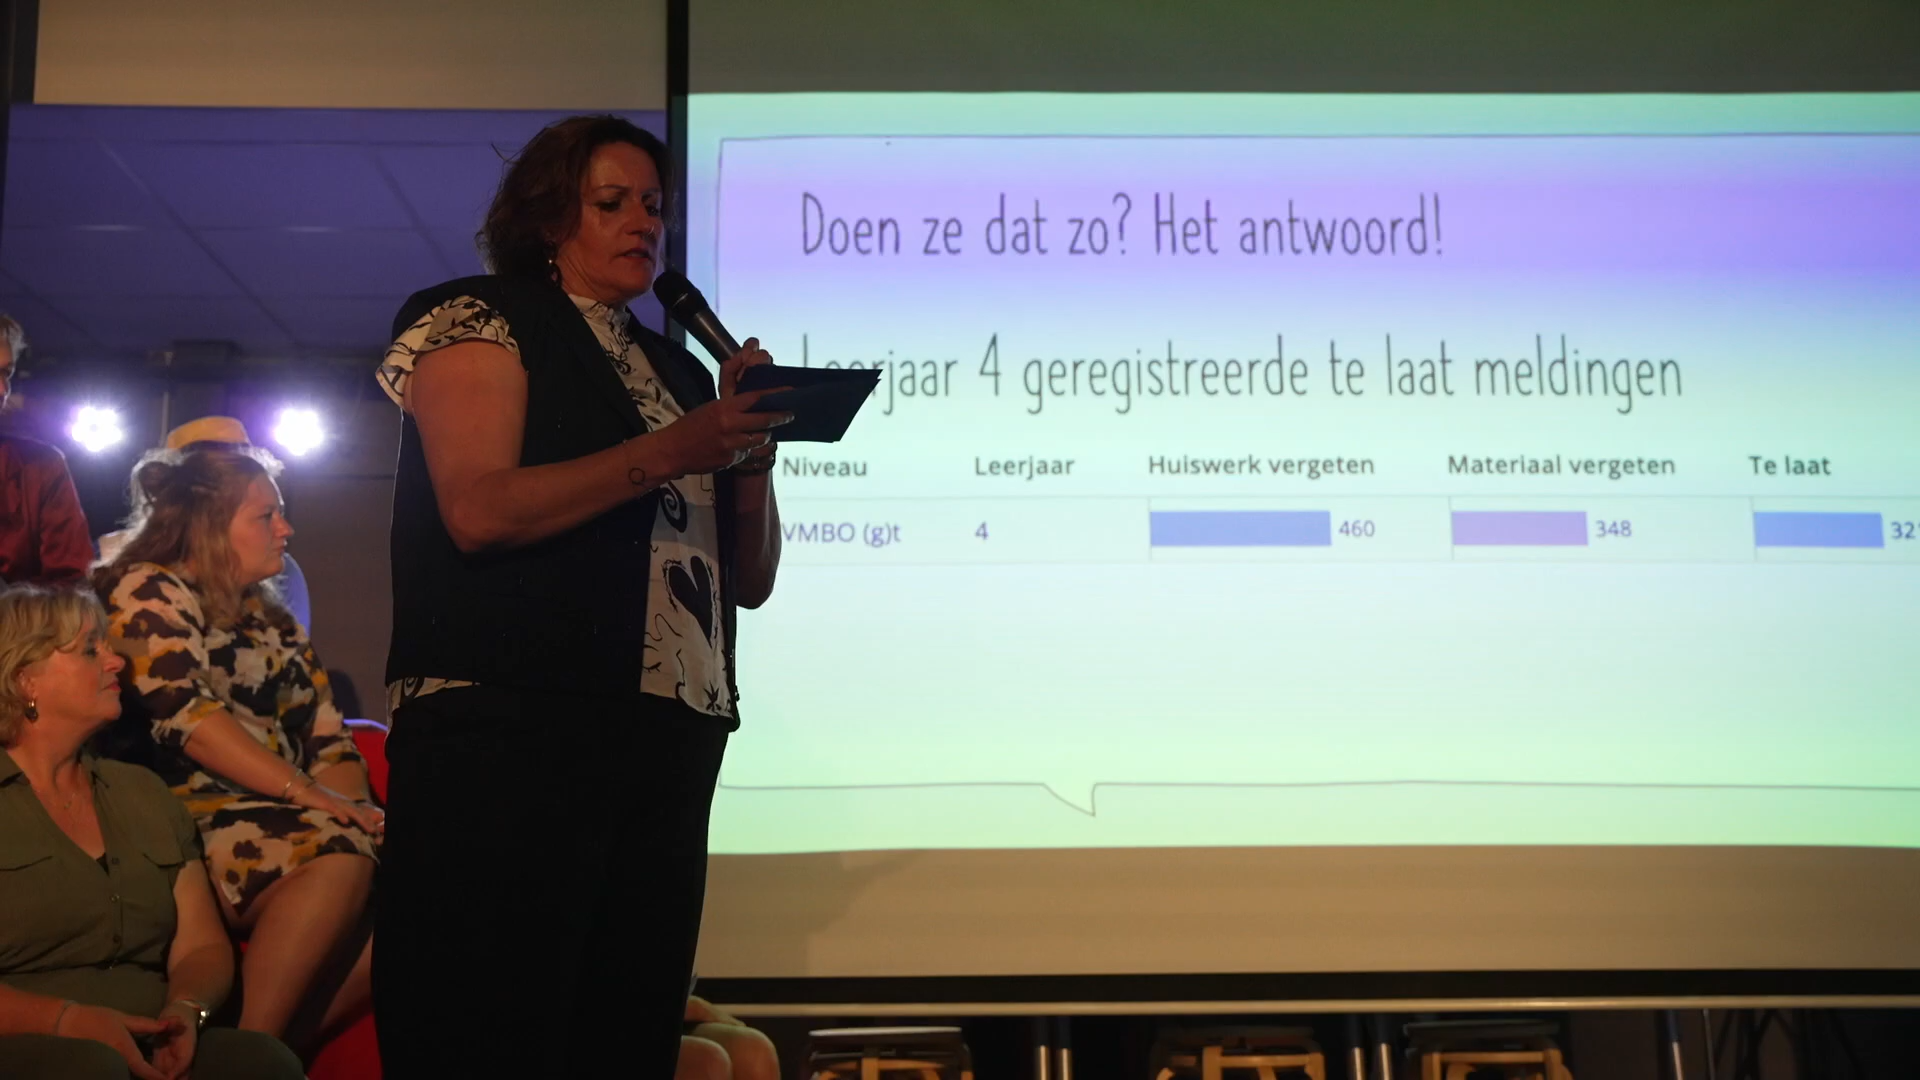 Doen ze dat zo? Het antwoord!
Leerjaar 4 geregistreerde te laat meldingen
Niveau Leerjaar Huiswerk vergeten Materiaal vergeten Te laat
VMBO (g)t 4 460 348